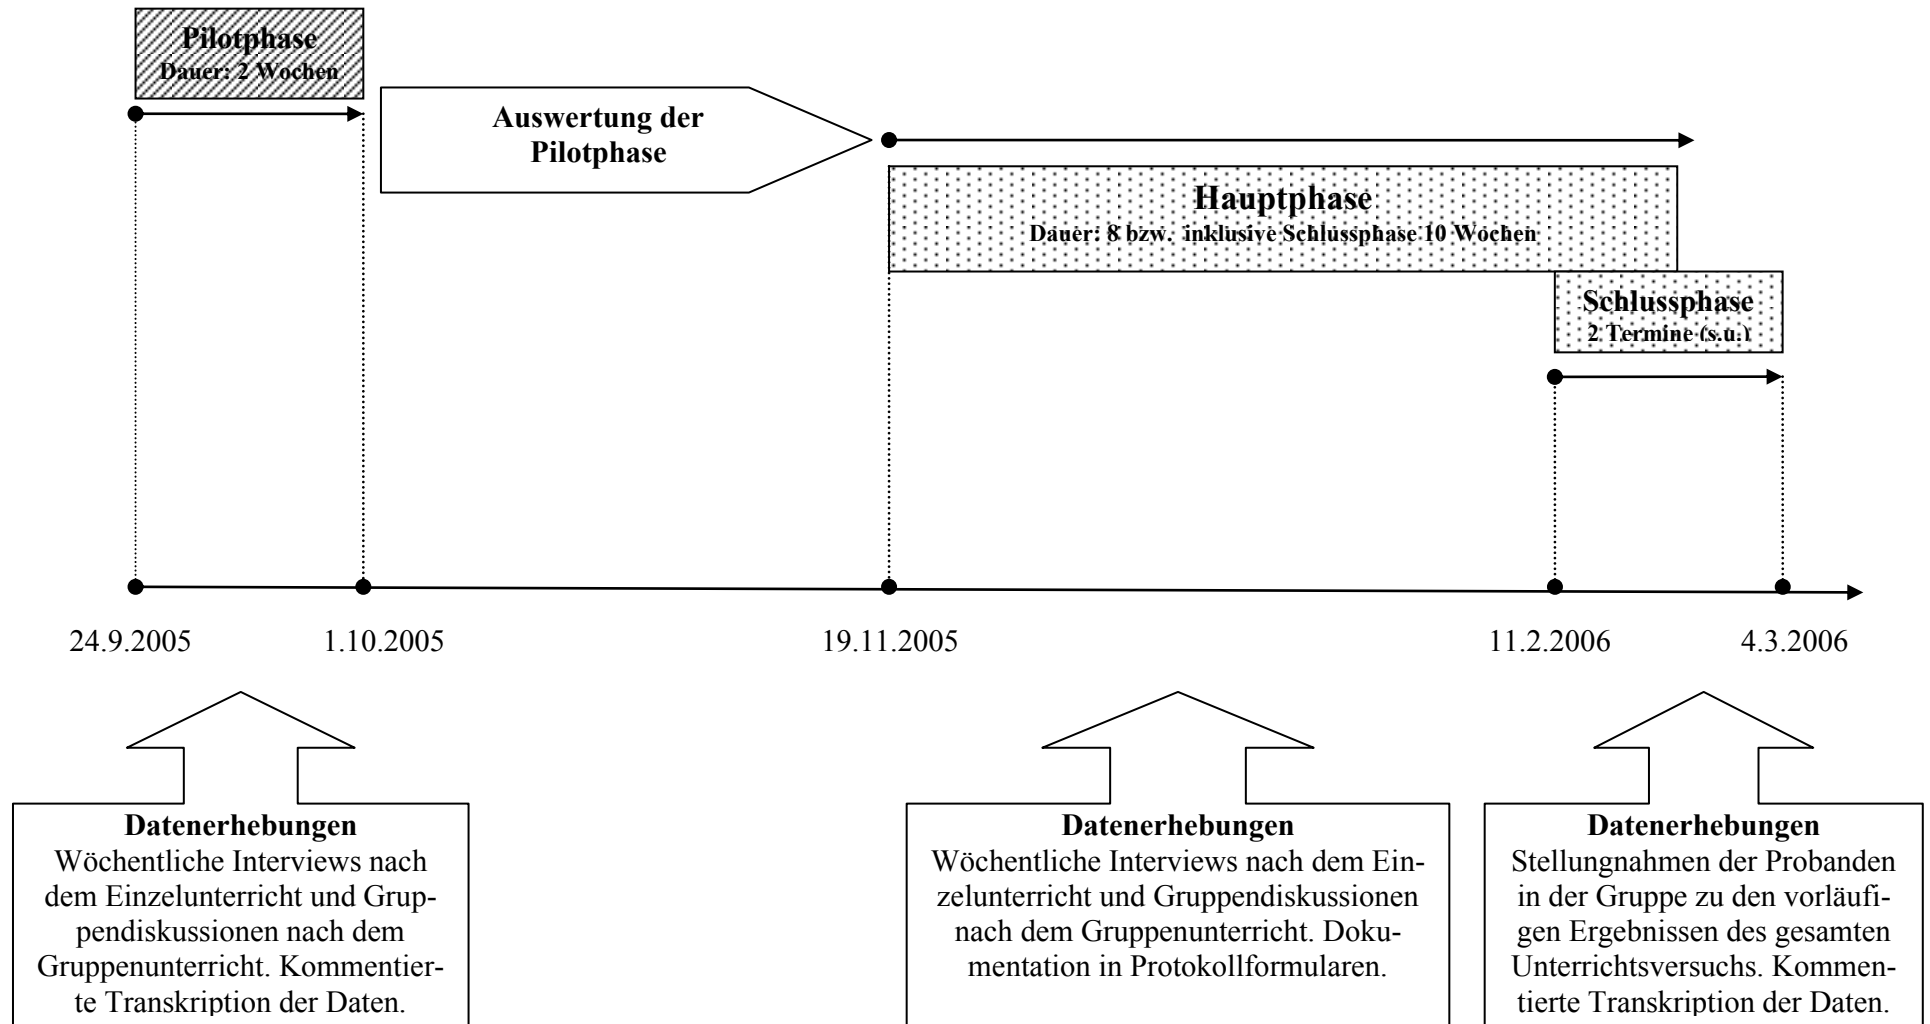 Pilotphase
Dauer: 2 Wochen
Auswertung der
Pilotphase
Hauptphase
Dauer: 8 bzw. inklusive Schlussphase 10 Wochen
Schlussphase
2 Termine (s.u.)
24.9.2005
1.10.2005
19.11.2005
11.2.2006
4.3.2006
Datenerhebungen
Wöchentliche Interviews nach
dem Einzelunterricht und Grup-
pendiskussionen nach dem
Gruppenunterricht. Kommentier-
te Transkription der Daten.
Datenerhebungen
Wöchentliche Interviews nach dem Ein-
zelunterricht und Gruppendiskussionen
nach dem Gruppenunterricht. Doku-
mentation in Protokollformularen.
Datenerhebungen
Stellungnahmen der Probanden
in der Gruppe zu den vorläufi-
gen Ergebnissen des gesamten
Unterrichtsversuchs. Kommen-
tierte Transkription der Daten.